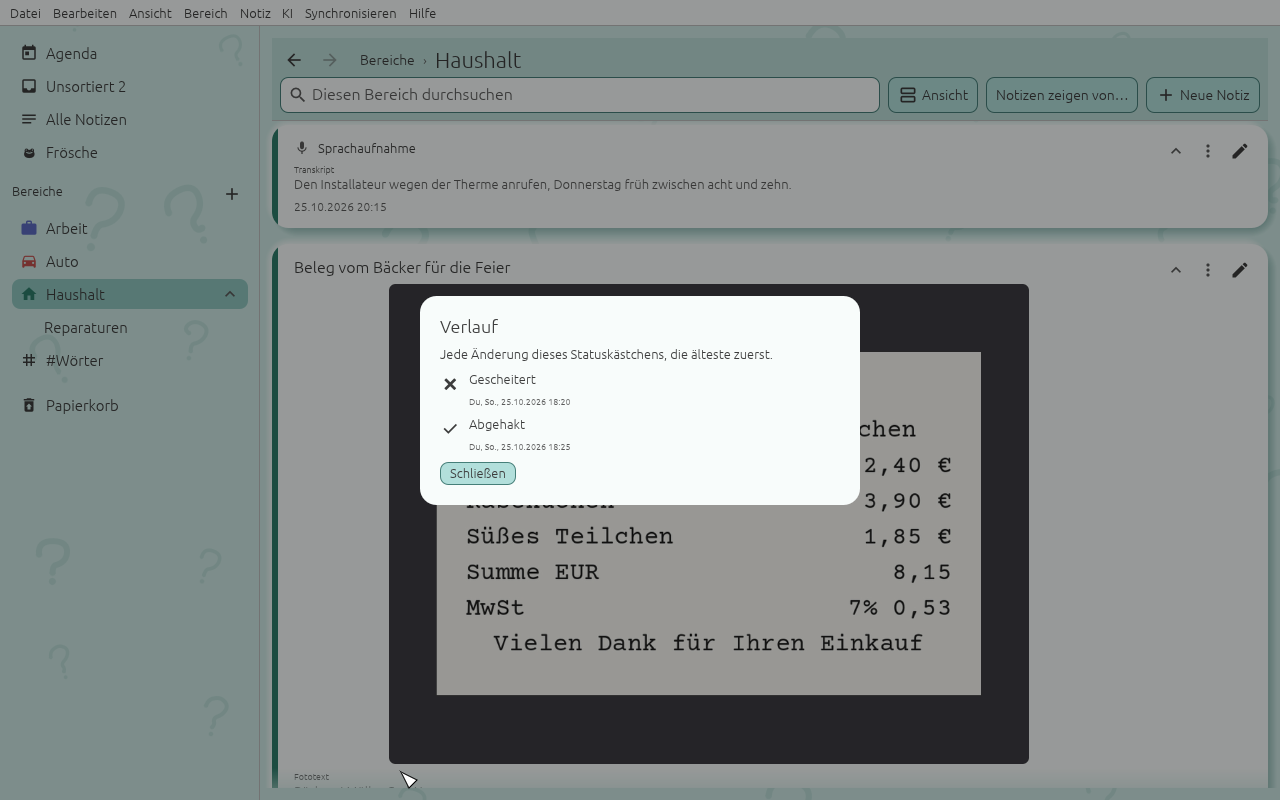 Datei Bearbeiten Ansicht Bereich Notiz KI Synchronisieren Hilfe
Agenda
Unsortiert 2
Alle Notizen
Frösche
Bereiche
Arbeit
Auto
Haushalt
Reparaturen
#Wörter
Papierkorb
Bereiche › Haushalt
Diesen Bereich durchsuchen
Ansicht
Notizen zeigen von…
Neue Notiz
Sprachaufnahme
Transkript
Den Installateur wegen der Therme anrufen, Donnerstag früh zwischen acht und zehn.
25.10.2026 20:15
Beleg vom Bäcker für die Feier
Verlauf
Jede Änderung dieses Statuskästchens, die älteste zuerst.
Gescheitert
Du, So., 25.10.2026 18:20
Abgehakt
Du, So., 25.10.2026 18:25
Schließen
chen
2,40 €
3,90 €
Süßes Teilchen 1,85 €
Summe EUR 8,15
MwSt 7% 0,53
Vielen Dank für Ihren Einkauf
Fototext